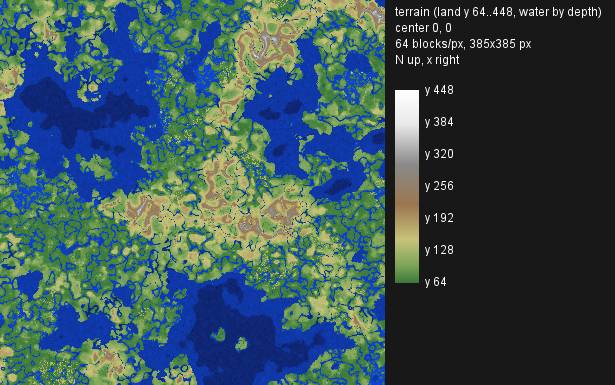 terrain (land y 64..448, water by depth)
center 0, 0
64 blocks/px, 385x385 px
N up, x right
y 448
y 384
y 320
y 256
y 192
y 128
y 64